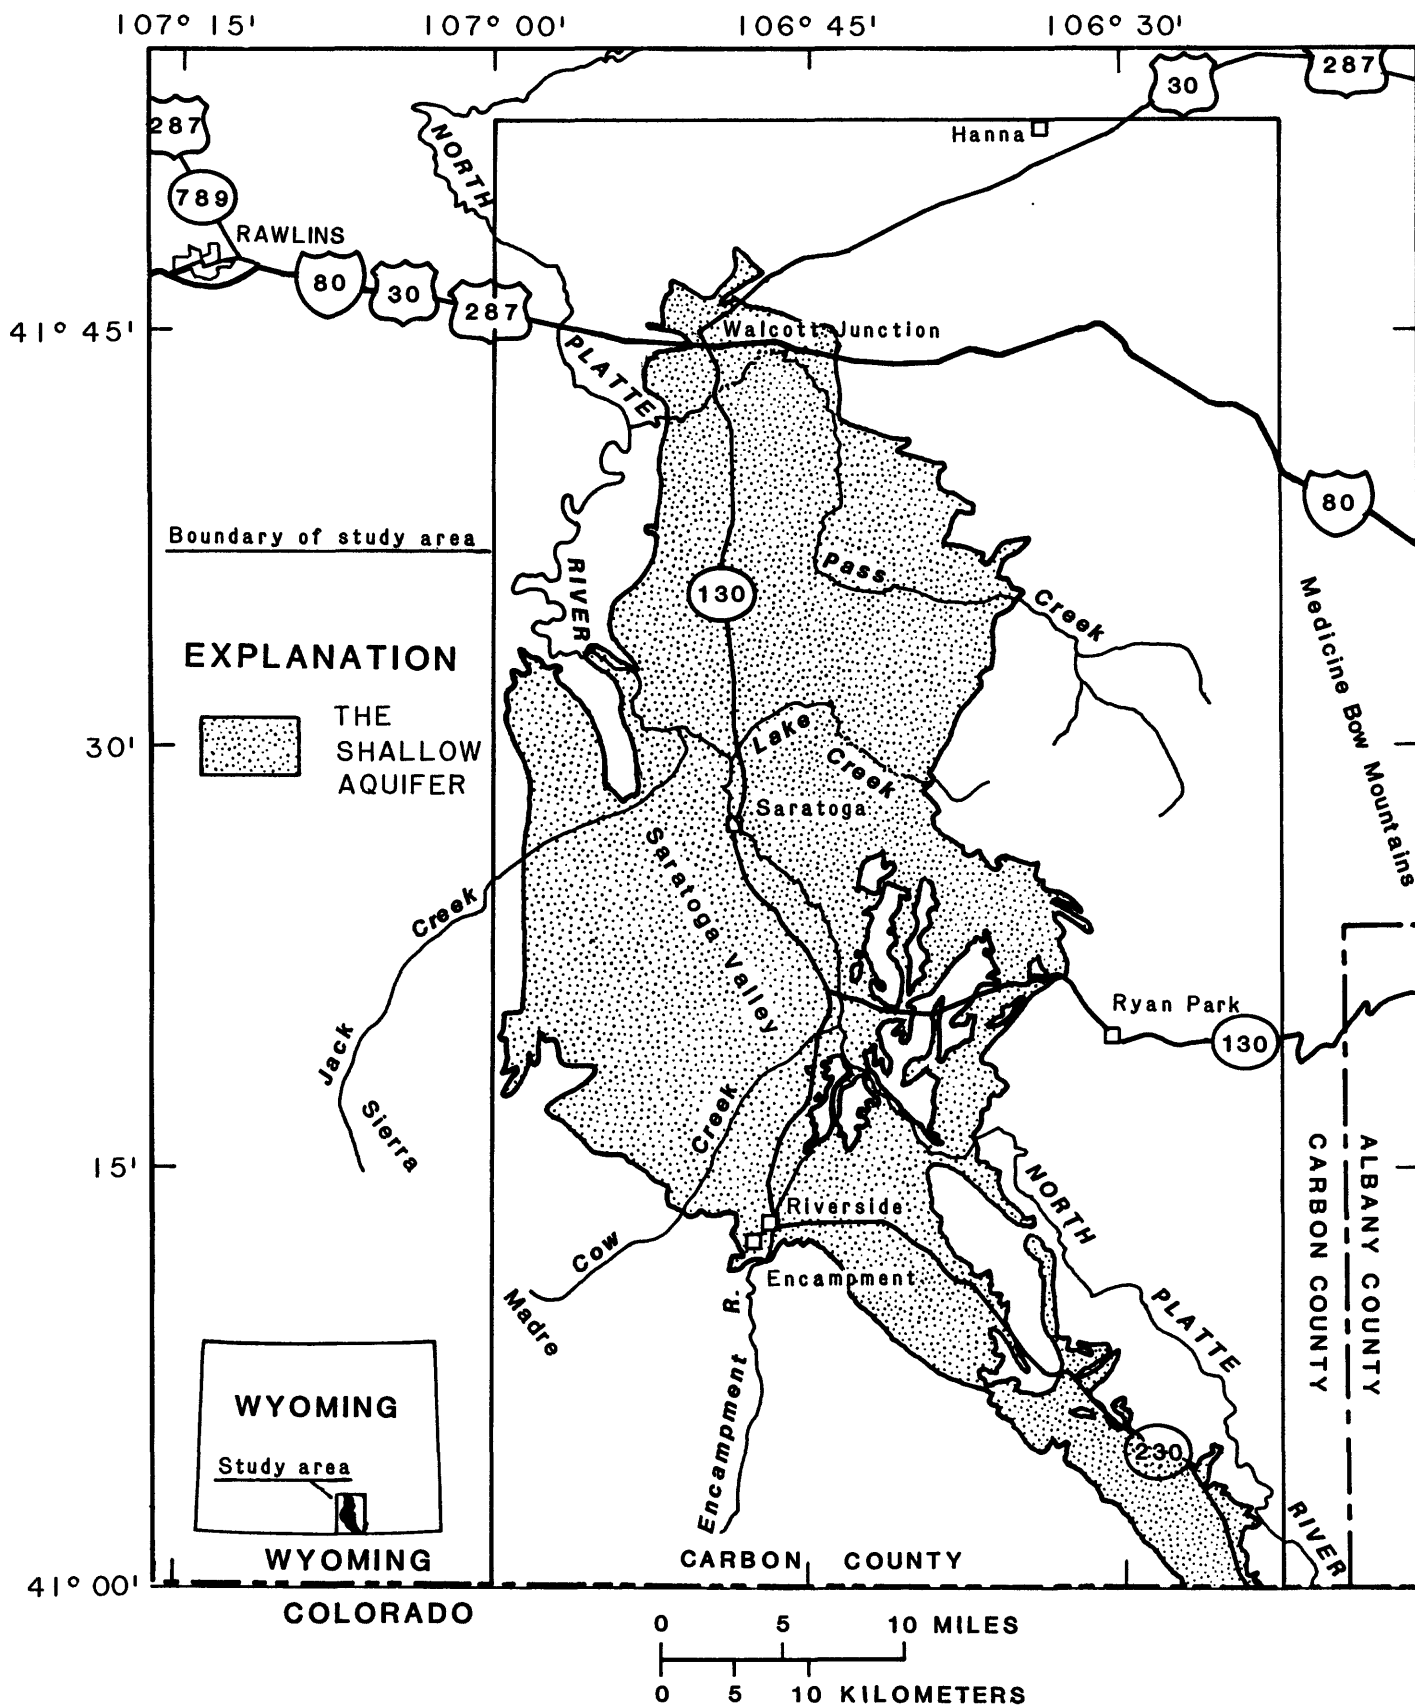 107° 15' 107° 00' 106° 45' 106° 30'
30
287
287
Hanna
NORTH
789
RAWLINS
80
30
287
41° 45'
Walcott Junction
PLATTE
80
Boundary of study area
RIVER
Pass
Creek
130
Medicine Bow Mountains
EXPLANATION
THE
SHALLOW
AQUIFER
30'
Lake
Creek
Saratoga
Saratoga Valley
Creek
Jack
Ryan Park
130
Sierra
Creek
15'
NORTH
CARBON COUNTY
ALBANY COUNTY
Riverside
Cow
Encampment
Madre
R.
PLATTE
Encampment
WYOMING
230
Study area
RIVER
WYOMING
CARBON COUNTY
41° 00'
COLORADO
0 5 10 MILES
0 5 10 KILOMETERS